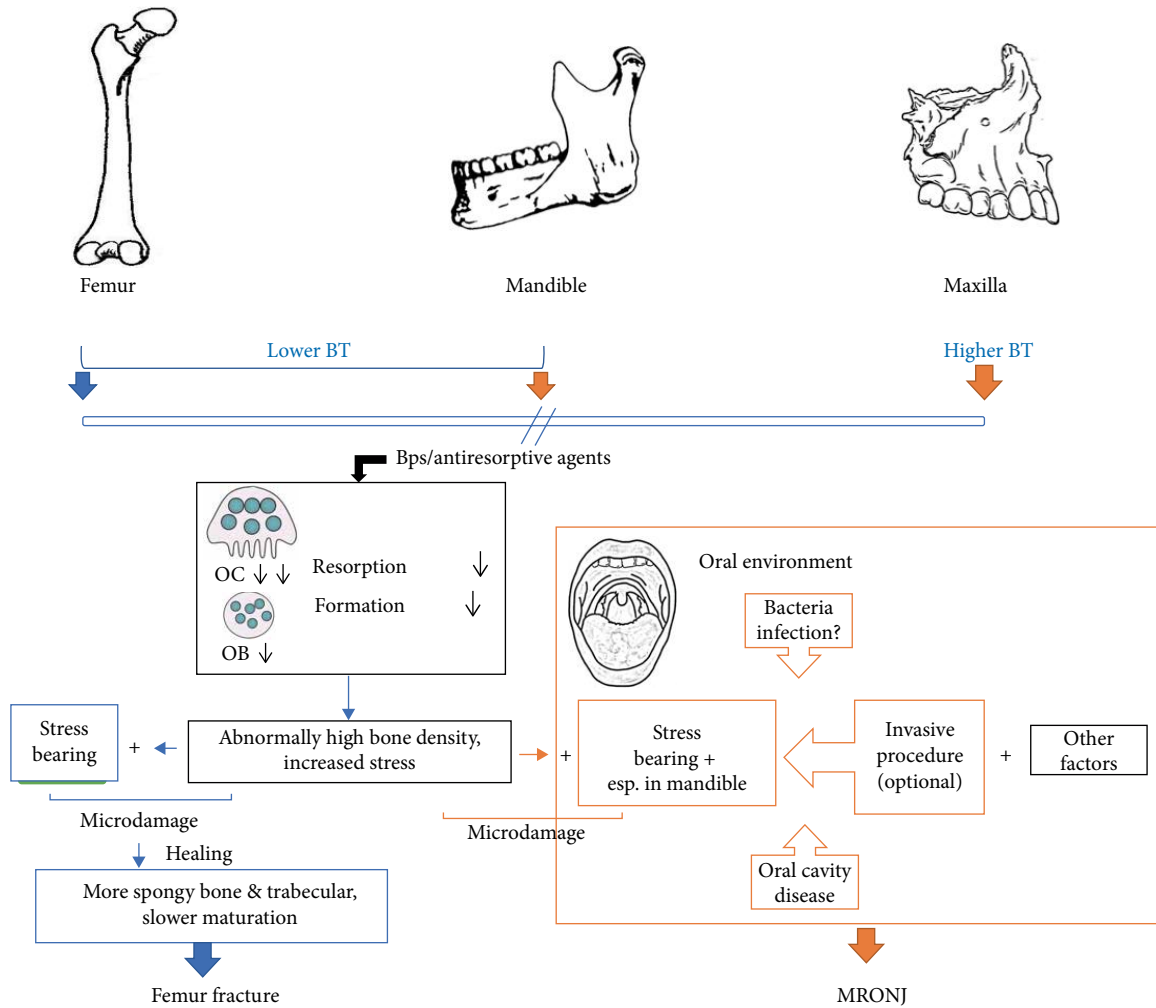 Femur
Mandible
Maxilla
Lower BT
Higher BT
Bps/antiresorptive agents
OC ↓ ↓
Resorption ↓
Formation ↓
OB ↓
Oral environment
Bacteria
infection?
Stress
bearing
+
Abnormally high bone density,
increased stress
+
Stress
bearing +
esp. in mandible
Invasive
procedure
(optional)
+
Other
factors
Microdamage
Microdamage
Healing
Oral cavity
disease
More spongy bone & trabecular,
slower maturation
Femur fracture
MRONJ